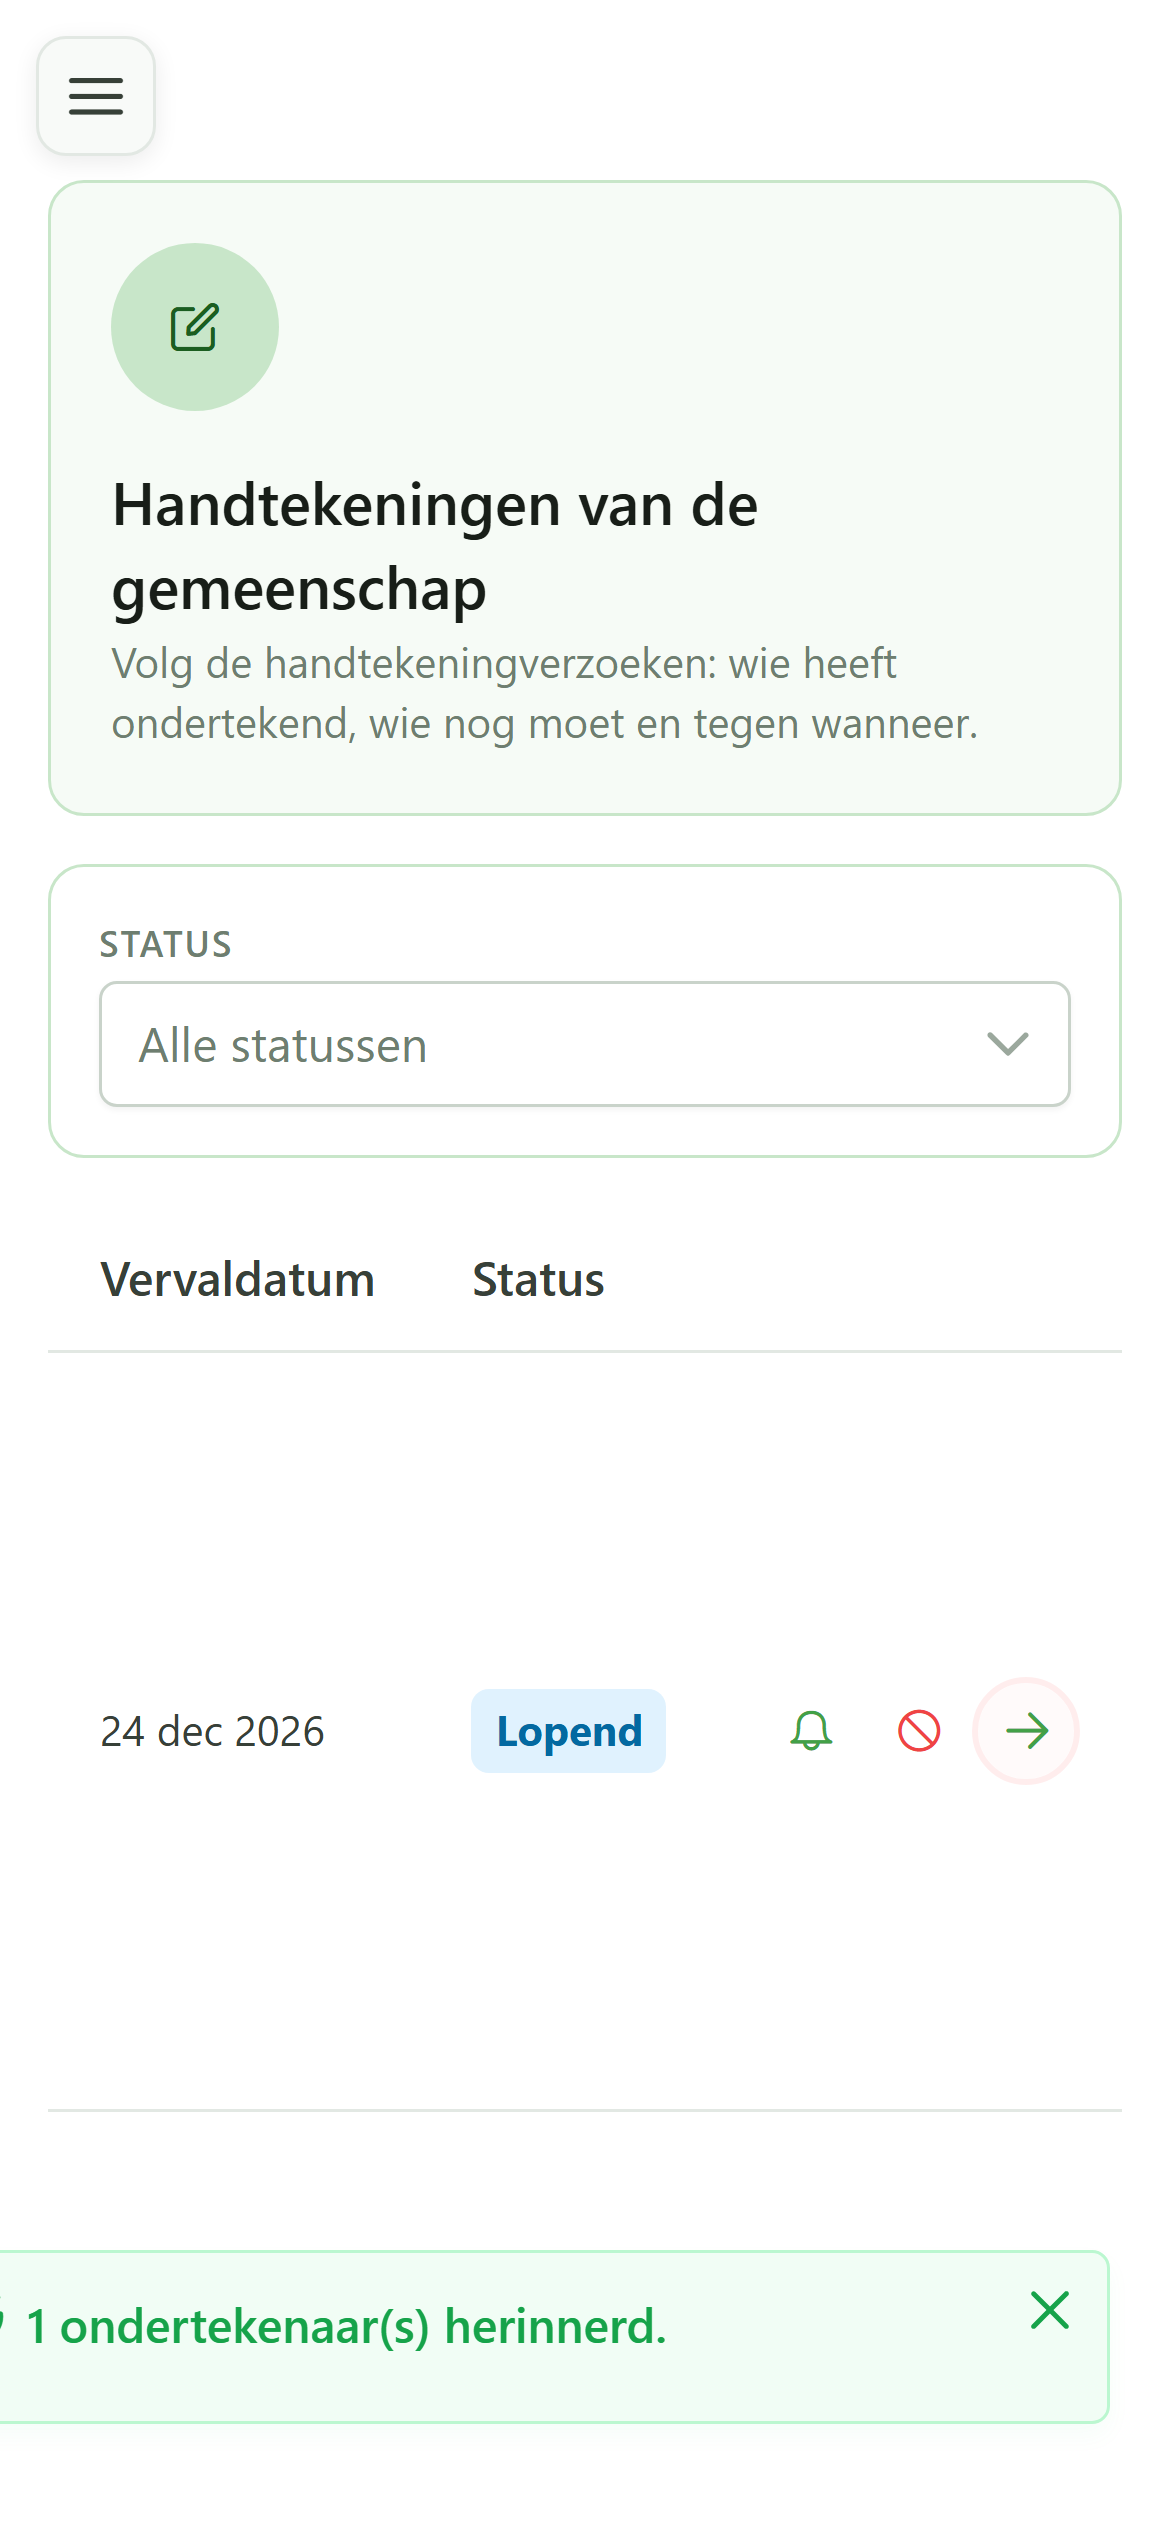 Handtekeningen van de
gemeenschap
Volg de handtekeningverzoeken: wie heeft
ondertekend, wie nog moet en tegen wanneer.
STATUS
Alle statussen
Vervaldatum Status
24 dec 2026 Lopend
1 ondertekenaar(s) herinnerd.